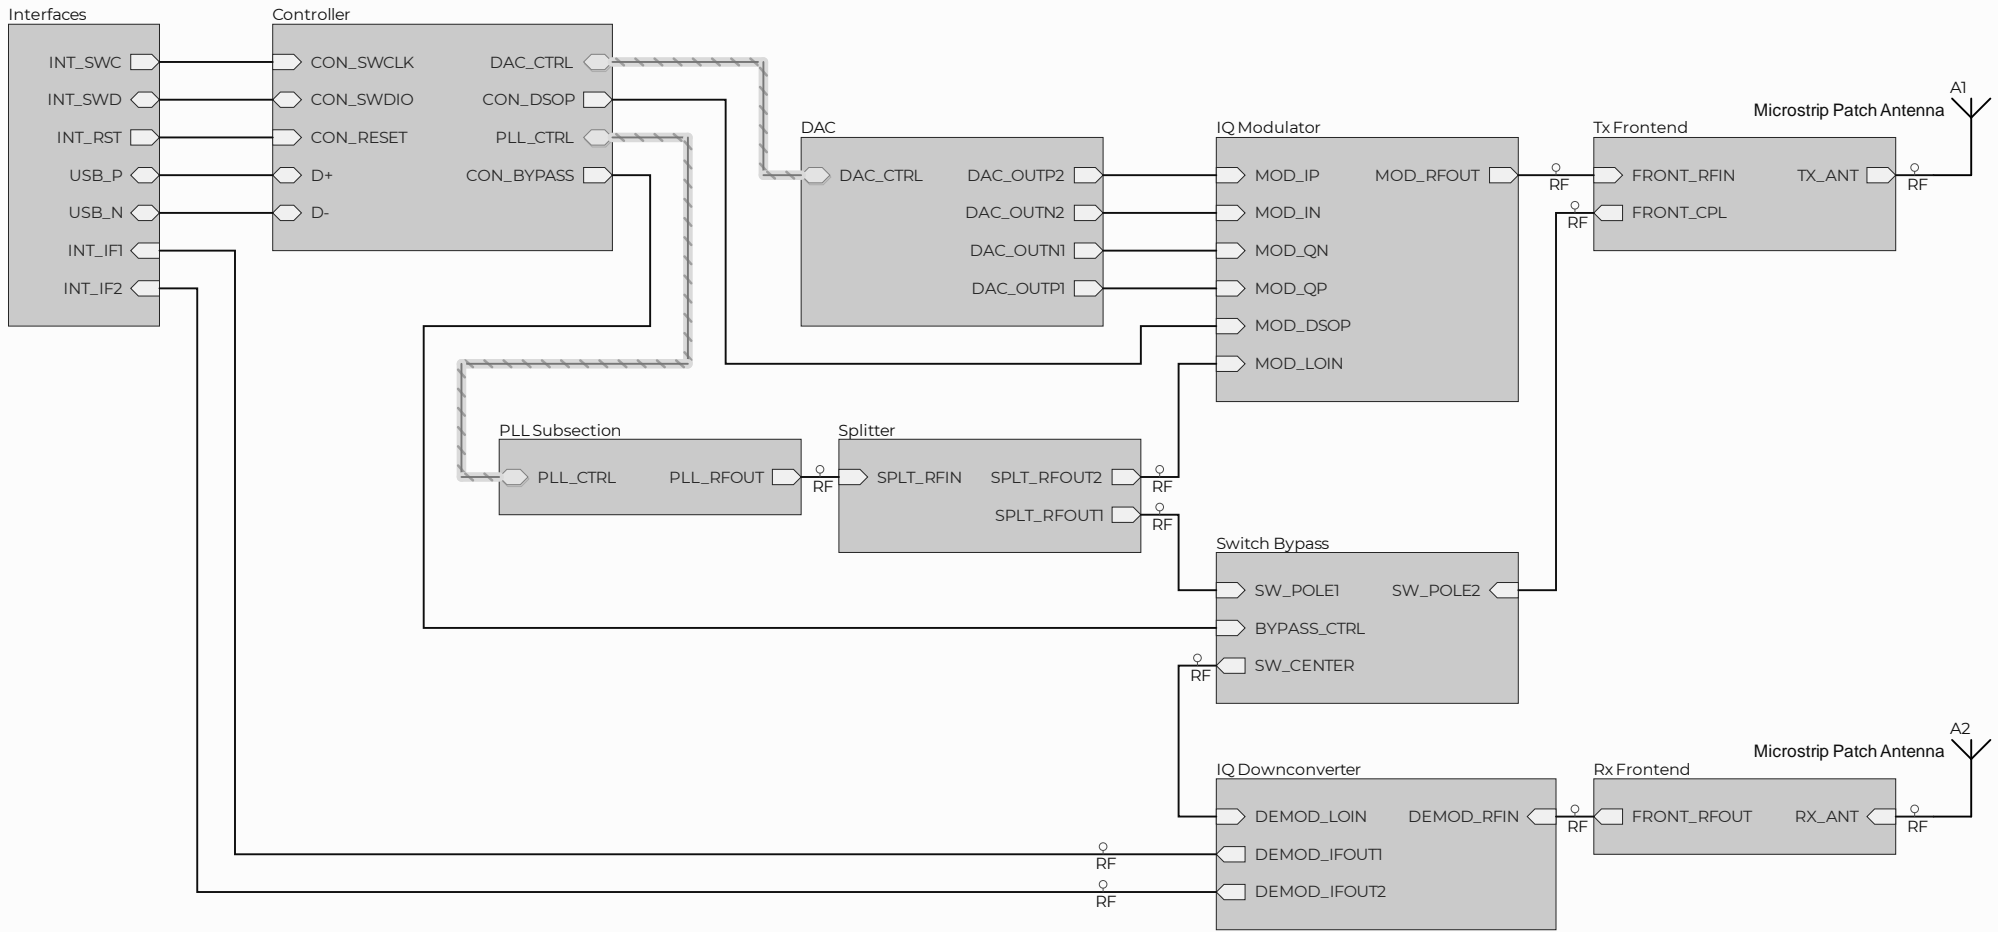 Interfaces
INT_SWC
INT_SWD
INT_RST
USB_P
USB_N
INT_IF1
INT_IF2
Controller
CON_SWCLK
CON_SWDIO
CON_RESET
D+
D-
DAC_CTRL
CON_DSOP
PLL_CTRL
CON_BYPASS
DAC
DAC_CTRL
DAC_OUTP2
DAC_OUTN2
DAC_OUTN1
DAC_OUTP1
IQ Modulator
MOD_IP
MOD_IN
MOD_QN
MOD_QP
MOD_DSOP
MOD_LOIN
MOD_RFOUT
RF
Tx Frontend
FRONT_RFIN
FRONT_CPL
TX_ANT
RF
RF
A1
Microstrip Patch Antenna
PLL Subsection
PLL_CTRL
PLL_RFOUT
RF
Splitter
SPLT_RFIN
SPLT_RFOUT2
SPLT_RFOUT1
RF
RF
Switch Bypass
SW_POLE1
BYPASS_CTRL
SW_CENTER
SW_POLE2
RF
IQ Downconverter
DEMOD_LOIN
DEMOD_IFOUT1
DEMOD_IFOUT2
DEMOD_RFIN
RF
RF
RF
Rx Frontend
FRONT_RFOUT
RX_ANT
RF
A2
Microstrip Patch Antenna